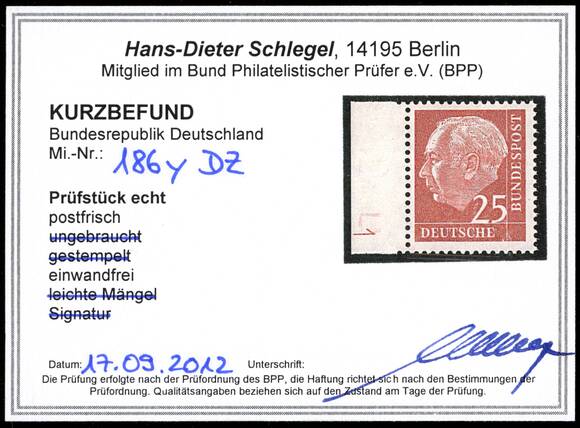 Hans-Dieter Schlegel, 14195 Berlin
Mitglied im Bund Philatelistischer Prüfer e.V. (BPP)
KURZBEFUND
Bundesrepublik Deutschland
Mi.-Nr.: 186y DZ
Prüfstück echt
postfrisch
ungebraucht
gestempelt
einwandfrei
leichte Mängel
Signatur
25
DEUTSCHE
BUNDESPOST
Datum: 17.09.2012 Unterschrift:
Die Prüfung erfolgte nach der Prüfordnung des BPP, die Haftung richtet sich nach den Bestimmungen der
Prüfordnung. Qualitätsangaben beziehen sich auf den Zustand am Tage der Prüfung.